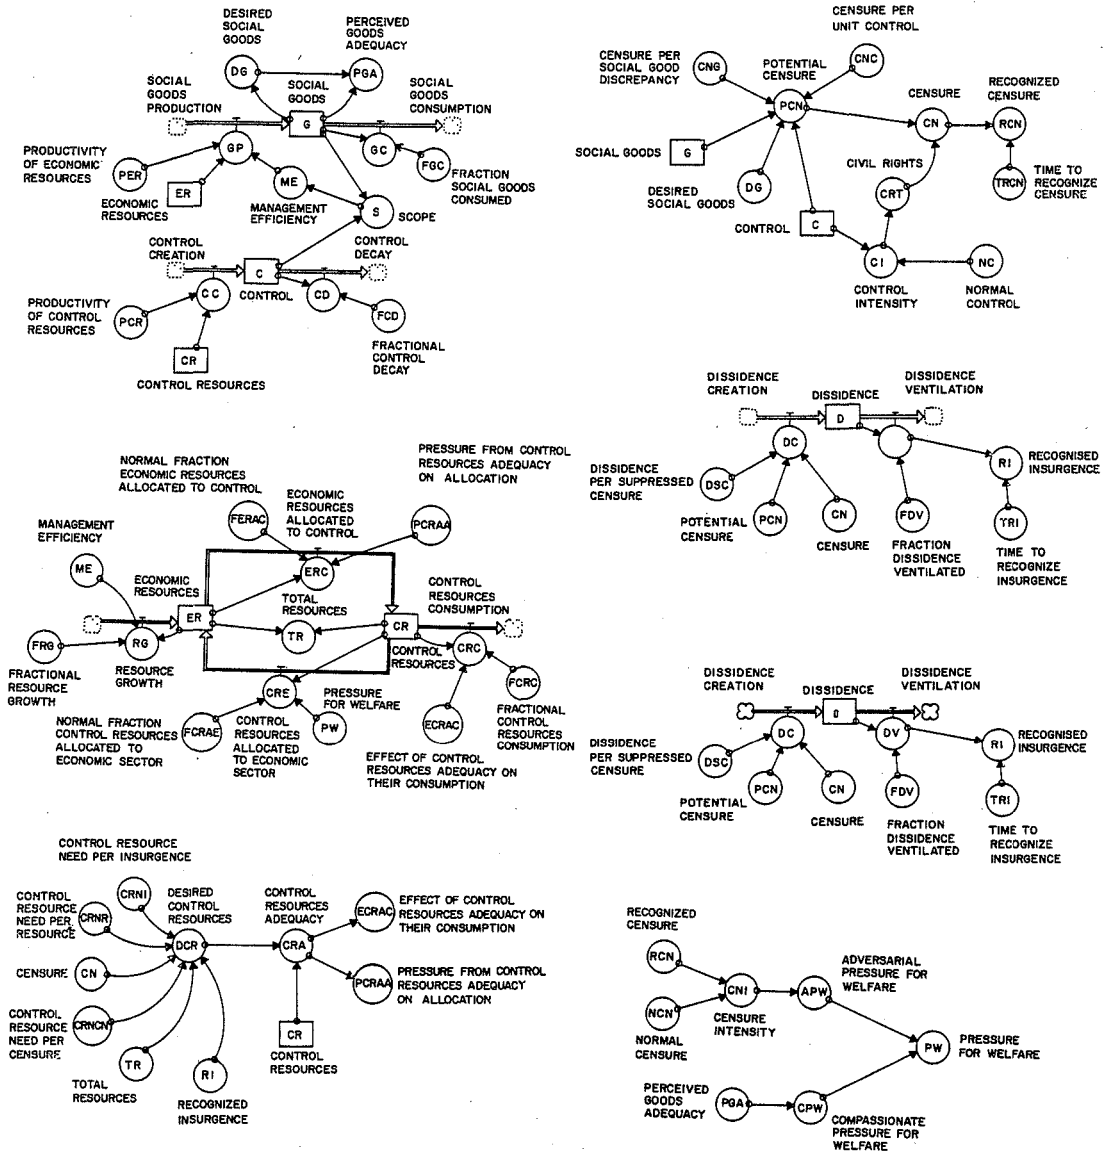 DESIRED
SOCIAL
GOODS
PERCEIVED
GOODS
ADEQUACY
DG
PGA
SOCIAL
GOODS
PRODUCTION
SOCIAL
GOODS
SOCIAL
GOODS
CONSUMPTION
G
GP
GC
PRODUCTIVITY
OF ECONOMIC
RESOURCES
PER
ER
ME
FGC
ECONOMIC
RESOURCES
MANAGEMENT
EFFICIENCY
S
SCOPE
FRACTION
SOCIAL GOODS
CONSUMED
CONTROL
CREATION
CONTROL
DECAY
C
CC
CONTROL
CD
PRODUCTIVITY
OF CONTROL
RESOURCES
PCR
FCD
CR
FRACTIONAL
CONTROL
DECAY
CONTROL RESOURCES
CENSURE PER
UNIT CONTROL
CENSURE PER
SOCIAL GOOD
DISCREPANCY
CNG
POTENTIAL
CENSURE
CNC
PCN
CENSURE
RECOGNIZED
CENSURE
CN
RCN
SOCIAL GOODS
G
CIVIL RIGHTS
DESIRED
SOCIAL GOODS
DG
CRT
TRCN
TIME TO
RECOGNIZE
CENSURE
CONTROL
C
CI
NC
CONTROL
INTENSITY
NORMAL
CONTROL
DISSIDENCE
CREATION
DISSIDENCE
DISSIDENCE
VENTILATION
D
DC
RI
RECOGNISED
INSURGENCE
DISSIDENCE
PER SUPPRESSED
CENSURE
DSC
POTENTIAL
CENSURE
PCN
CN
FDV
TRI
CENSURE
FRACTION
DISSIDENCE
VENTILATED
TIME TO
RECOGNIZE
INSURGENCE
NORMAL FRACTION
ECONOMIC RESOURCES
ALLOCATED TO CONTROL
PRESSURE FROM CONTROL
RESOURCES ADEQUACY
ON ALLOCATION
ECONOMIC
RESOURCES
ALLOCATED
TO CONTROL
FERAC
PCRAA
MANAGEMENT
EFFICIENCY
ME
ERC
ECONOMIC
RESOURCES
TOTAL
RESOURCES
CONTROL
RESOURCES
CONSUMPTION
ER
TR
CR
FRG
RG
CONTROL
RESOURCES
CRC
FRACTIONAL
RESOURCE
GROWTH
RESOURCE
GROWTH
CRE
PRESSURE
FOR WELFARE
FCRC
NORMAL FRACTION
CONTROL RESOURCES
ALLOCATED TO
ECONOMIC SECTOR
FCRAE
CONTROL
RESOURCES
ALLOCATED
TO ECONOMIC
SECTOR
PW
ECRAC
FRACTIONAL
CONTROL
RESOURCES
CONSUMPTION
EFFECT OF CONTROL
RESOURCES ADEQUACY ON
THEIR CONSUMPTION
DISSIDENCE
CREATION
DISSIDENCE
DISSIDENCE
VENTILATION
D
DC
DV
RI
RECOGNISED
INSURGENCE
DISSIDENCE
PER SUPPRESSED
CENSURE
DSC
POTENTIAL
CENSURE
PCN
CN
FDV
TRI
CENSURE
FRACTION
DISSIDENCE
VENTILATED
TIME TO
RECOGNIZE
INSURGENCE
CONTROL RESOURCE
NEED PER INSURGENCE
CONTROL
RESOURCE
NEED PER
RESOURCE
CRNI
CRNR
DESIRED
CONTROL
RESOURCES
CONTROL
RESOURCES
ADEQUACY
ECRAC
EFFECT OF CONTROL
RESOURCES ADEQUACY ON
THEIR CONSUMPTION
DCR
CRA
CENSURE
CN
PCRAA
PRESSURE FROM CONTROL
RESOURCES ADEQUACY
ON ALLOCATION
CONTROL
RESOURCE
NEED PER
CENSURE
CRNCN
CR
CONTROL
RESOURCES
TR
TOTAL
RESOURCES
RI
RECOGNIZED
INSURGENCE
RECOGNIZED
CENSURE
RCN
ADVERSARIAL
PRESSURE FOR
WELFARE
CNI
APW
NCN
CENSURE
INTENSITY
NORMAL
CENSURE
PW
PRESSURE
FOR WELFARE
PERCEIVED
GOODS
ADEQUACY
PGA
CPW
COMPASSIONATE
PRESSURE FOR
WELFARE